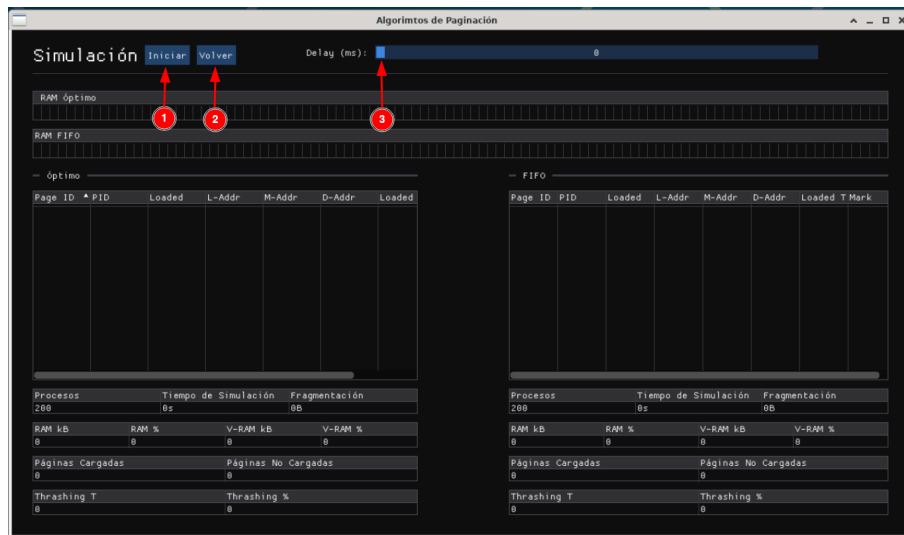 Algorimtos de Paginación
Simulación Iniciar Volver Delay (ms): 0
1 2 3
RAM Óptimo
RAM FIFO
Óptimo
Page ID PID Loaded L-Addr M-Addr D-Addr Loaded
Procesos Tiempo de Simulación Fragmentación
200 0s 0B
RAM kB RAM % V-RAM kB V-RAM %
0 0 0 0
Páginas Cargadas Páginas No Cargadas
0 0
Thrashing T Thrashing %
0 0
FIFO
Page ID PID Loaded L-Addr M-Addr D-Addr Loaded T Mark
Procesos Tiempo de Simulación Fragmentación
200 0s 0B
RAM kB RAM % V-RAM kB V-RAM %
0 0 0 0
Páginas Cargadas Páginas No Cargadas
0 0
Thrashing T Thrashing %
0 0